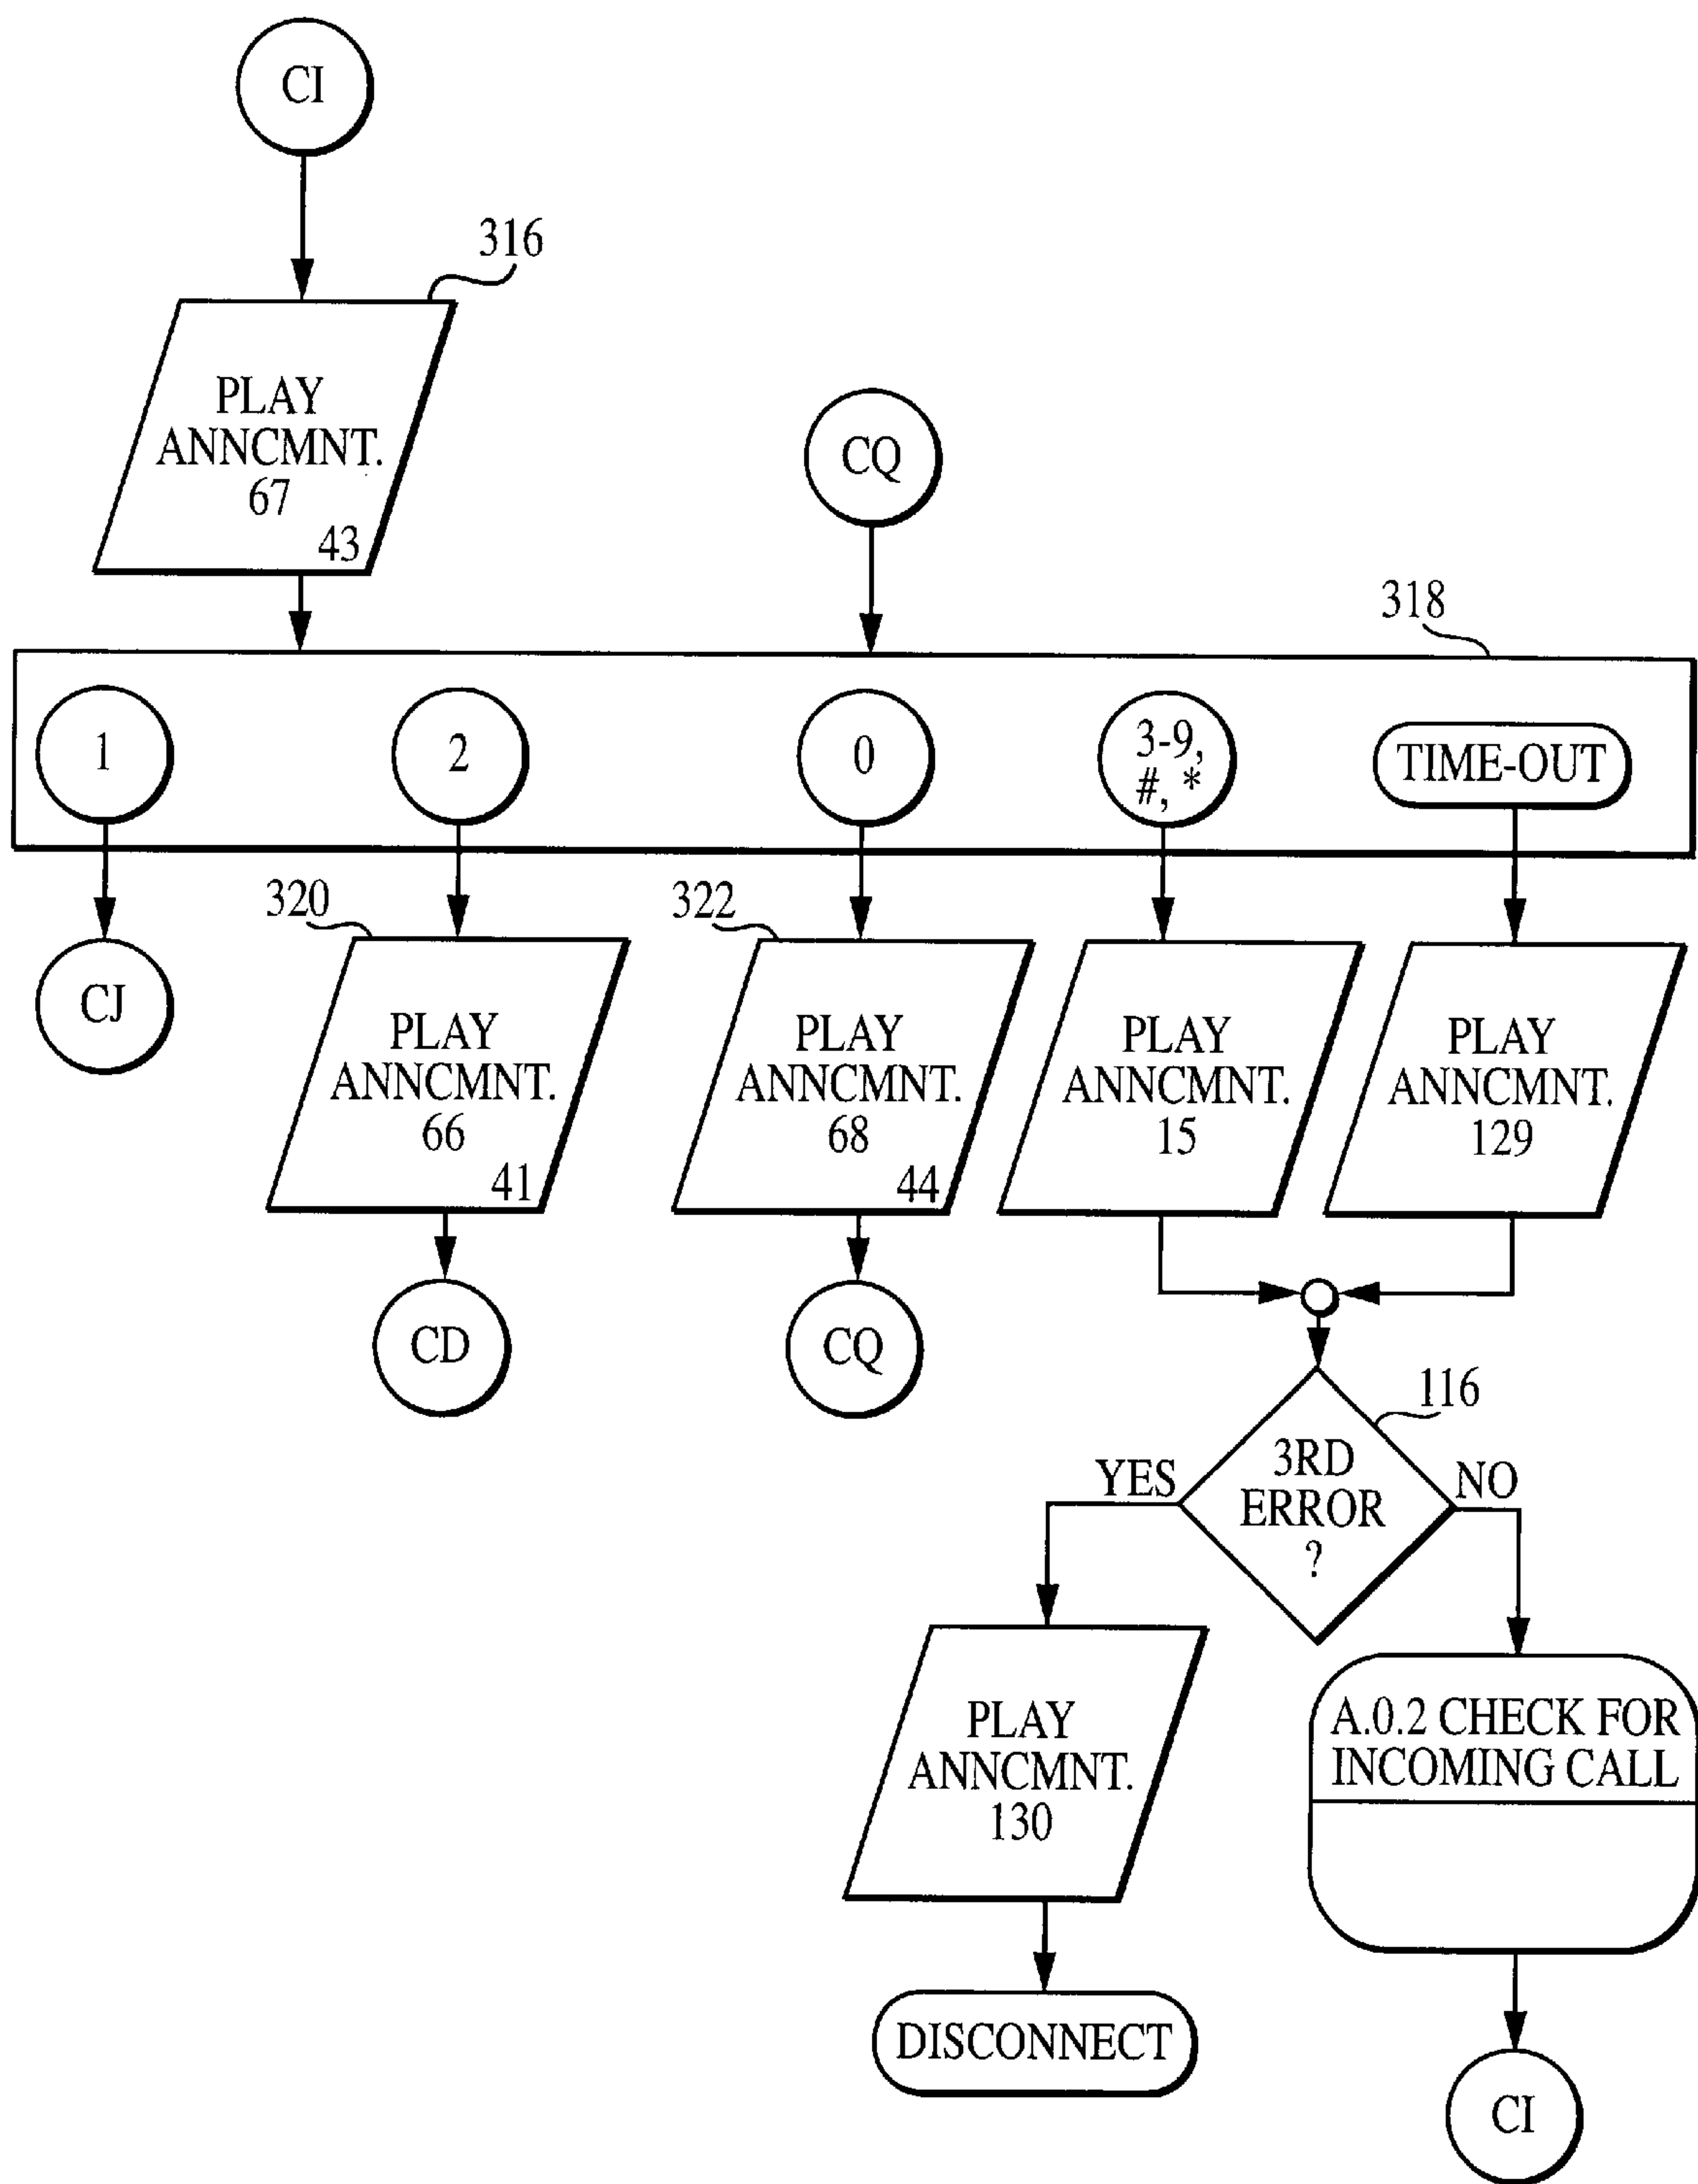 CI
316
PLAY
ANNCMNT.
67
43
CQ
318
1
2
0
3-9,
#, *
TIME-OUT
320
322
CJ
PLAY
ANNCMNT.
66
41
PLAY
ANNCMNT.
68
44
PLAY
ANNCMNT.
15
PLAY
ANNCMNT.
129
CD
CQ
116
YES
3RD
ERROR
?
NO
PLAY
ANNCMNT.
130
A.0.2 CHECK FOR
INCOMING CALL
DISCONNECT
CI